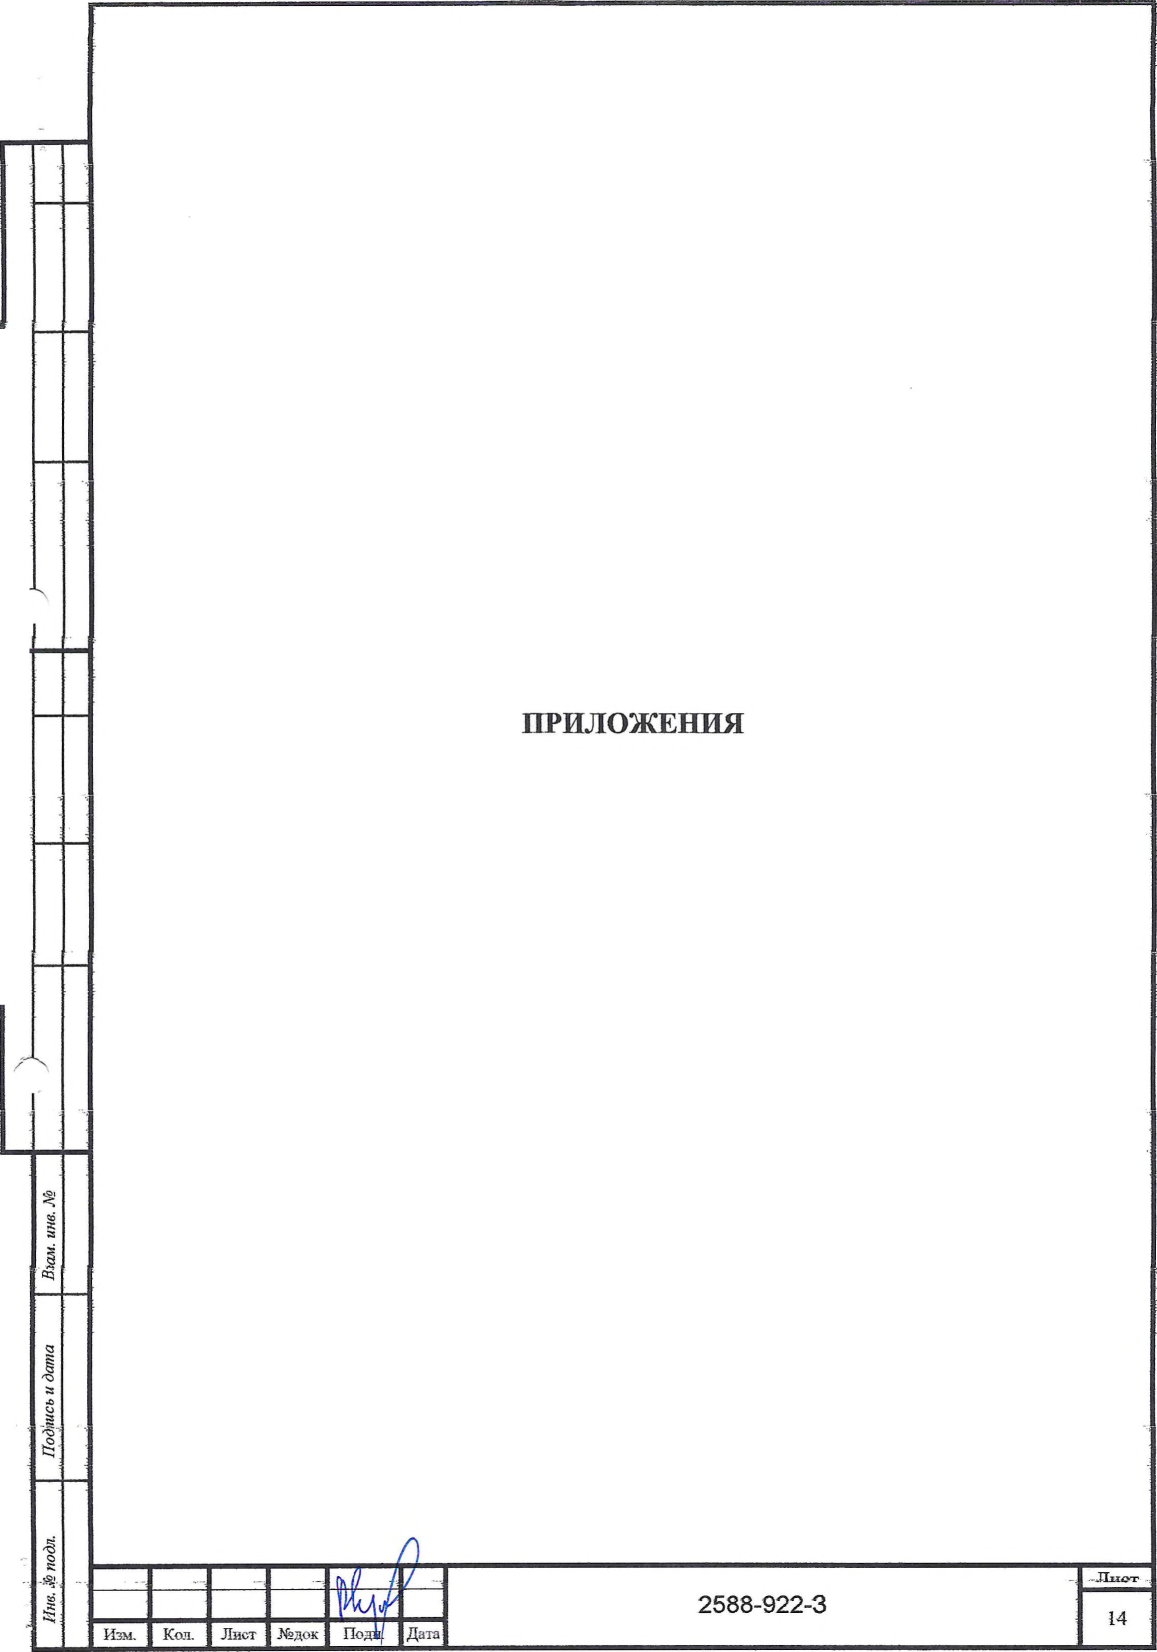 ПРИЛОЖЕНИЯ
Взам. инв. №
Подпись и дата
Инв. № подл.
Изм. Кол. Лист №док Подп. Дата
2588-922-3
Лист
14